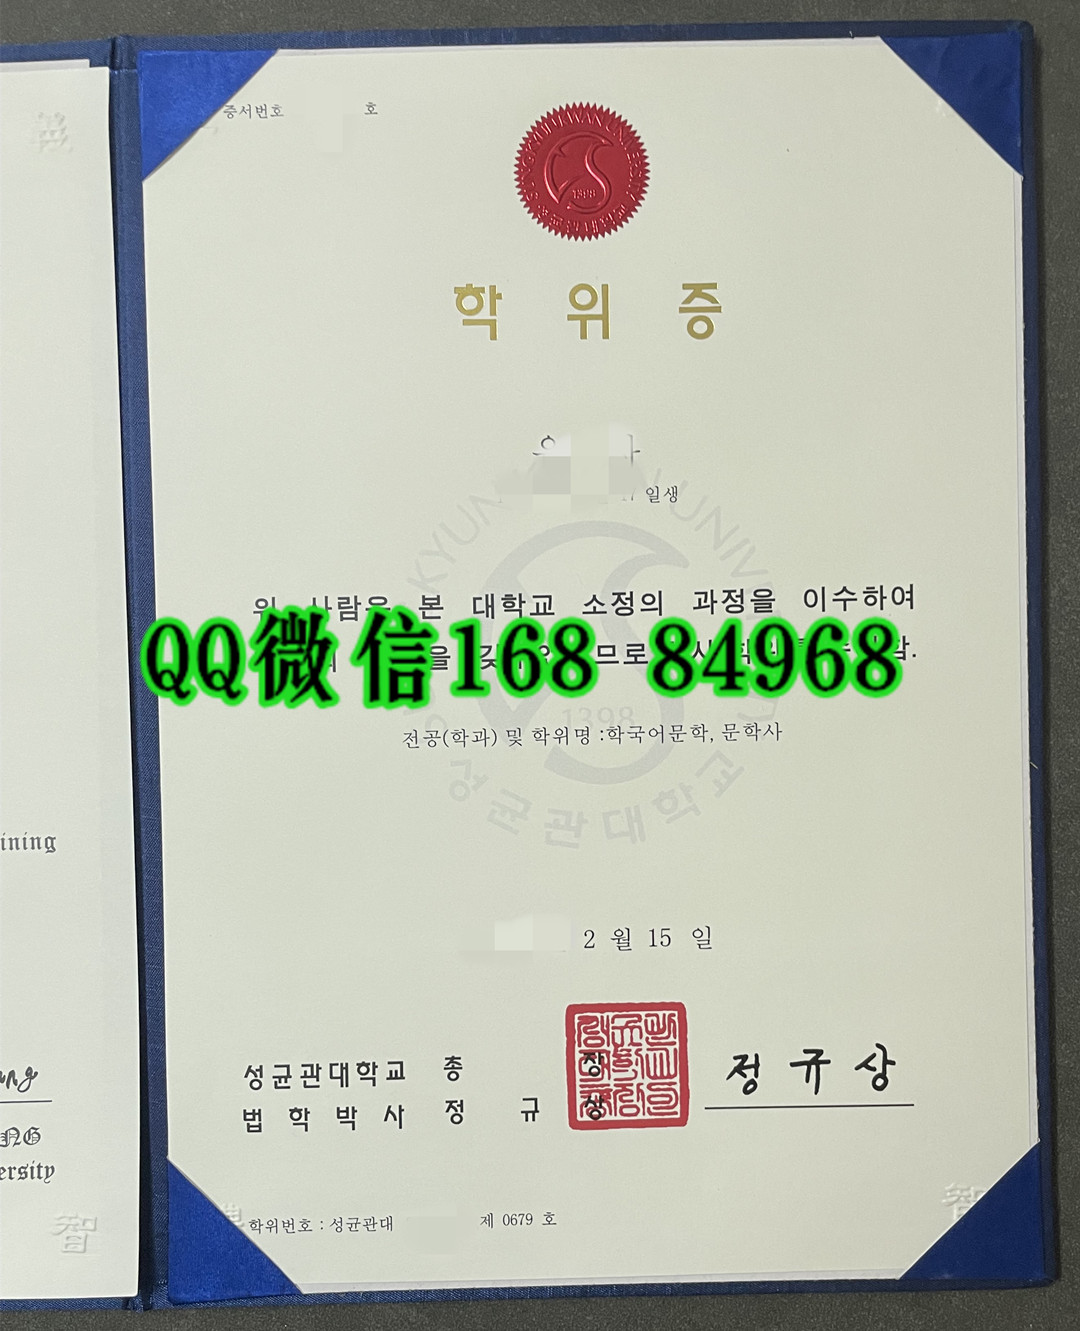 증서번호 호
1398
학 위 증
일생
사람은 본 대학교 소정의 과정을 이수하여
QQ微信168 84968
1398
전공(학과) 및 학위명 :한국어문학, 문학사
성균관대학교
2 월 15 일
성균관대학교 총 장
법 학 박 사 정 규 상
정 규 상
학위번호 : 성균관대 제 0679 호
ining
NG
ersity
智